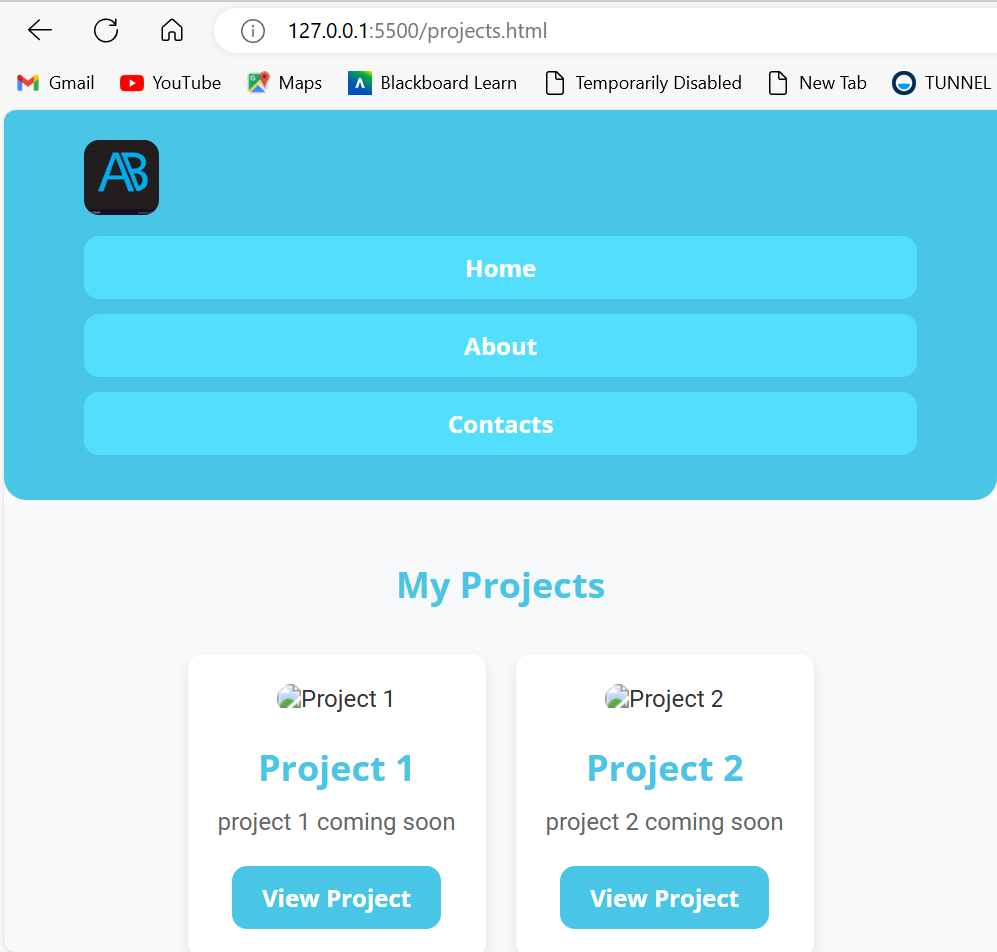 127.0.0.1:5500/projects.html
Gmail YouTube Maps Blackboard Learn Temporarily Disabled New Tab TUNNEL
AB
Home
About
Contacts
My Projects
Project 1 Project 2
Project 1 Project 2
project 1 coming soon project 2 coming soon
View Project View Project